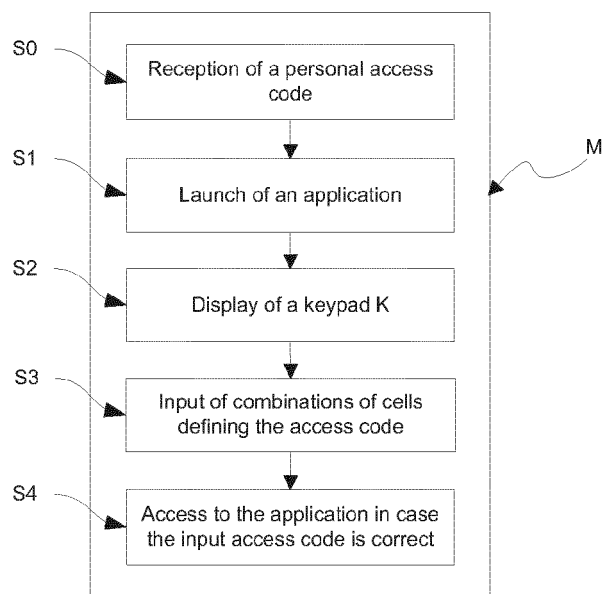 S0
Reception of a personal access
code
S1
M
Launch of an application
S2
Display of a keypad K
S3
Input of combinations of cells
defining the access code
S4
Access to the application in case
the input access code is correct